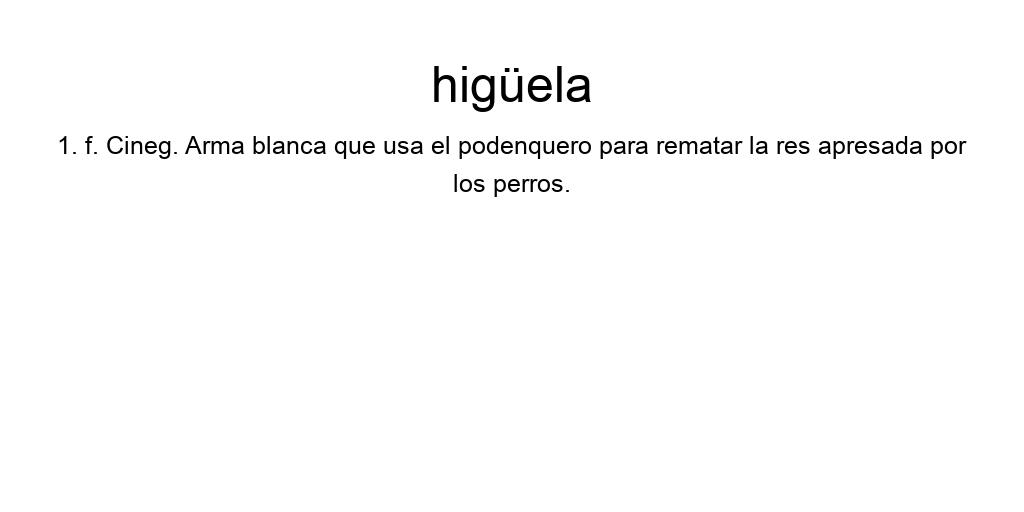 higüela
1. f. Cineg. Arma blanca que usa el podenquero para rematar la res apresada por
los perros.